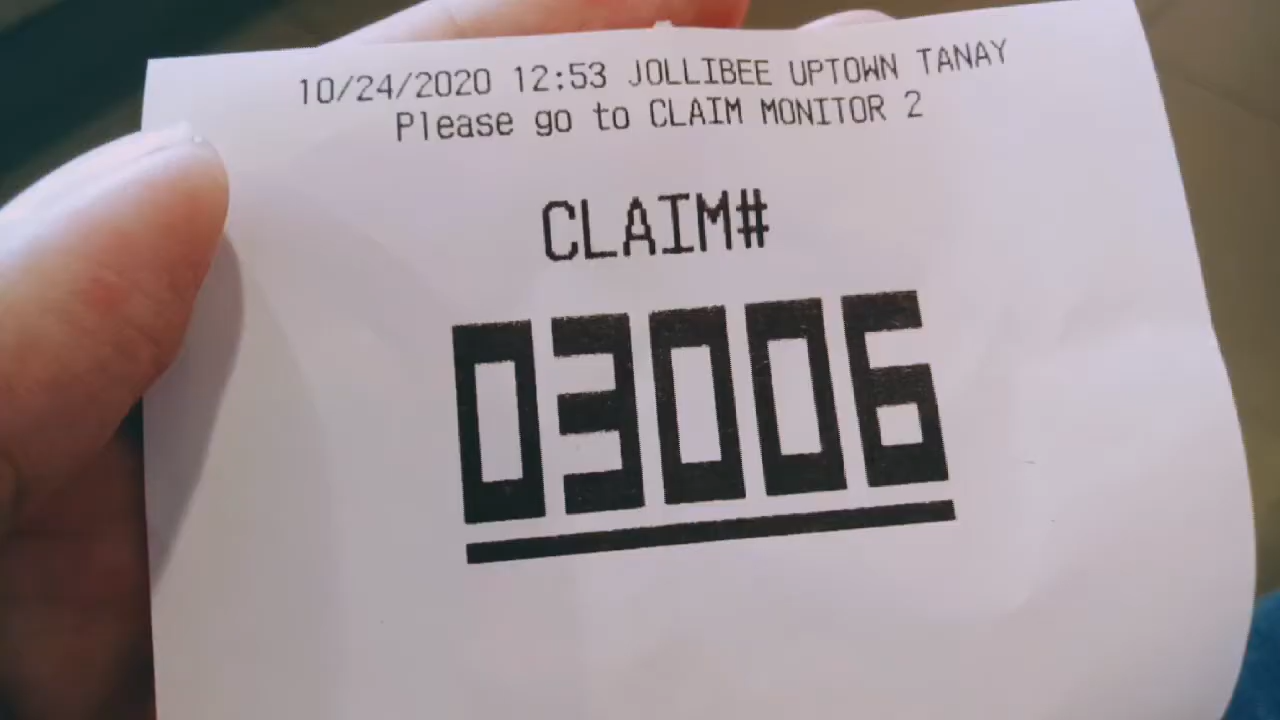 10/24/2020 12:53 JOLLIBEE UPTOWN TANAY
Please go to CLAIM MONITOR 2
CLAIM#
03006